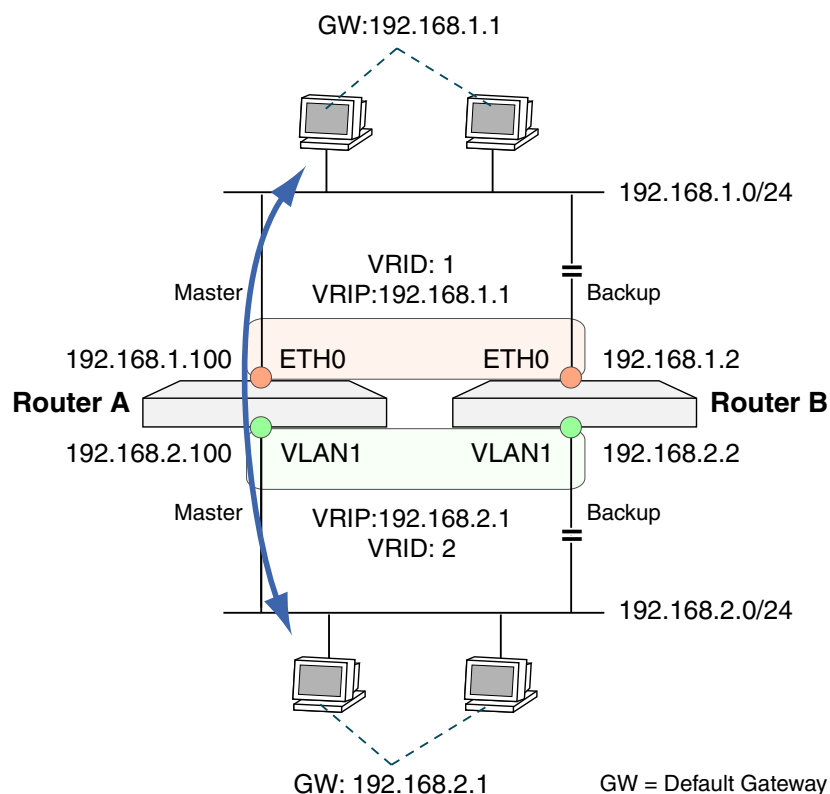 GW:192.168.1.1
192.168.1.0/24
VRID: 1
Master
VRIP:192.168.1.1
Backup
192.168.1.100
ETH0
ETH0
192.168.1.2
Router A
Router B
192.168.2.100
VLAN1
VLAN1
192.168.2.2
Master
VRIP:192.168.2.1
Backup
VRID: 2
192.168.2.0/24
GW: 192.168.2.1
GW = Default Gateway